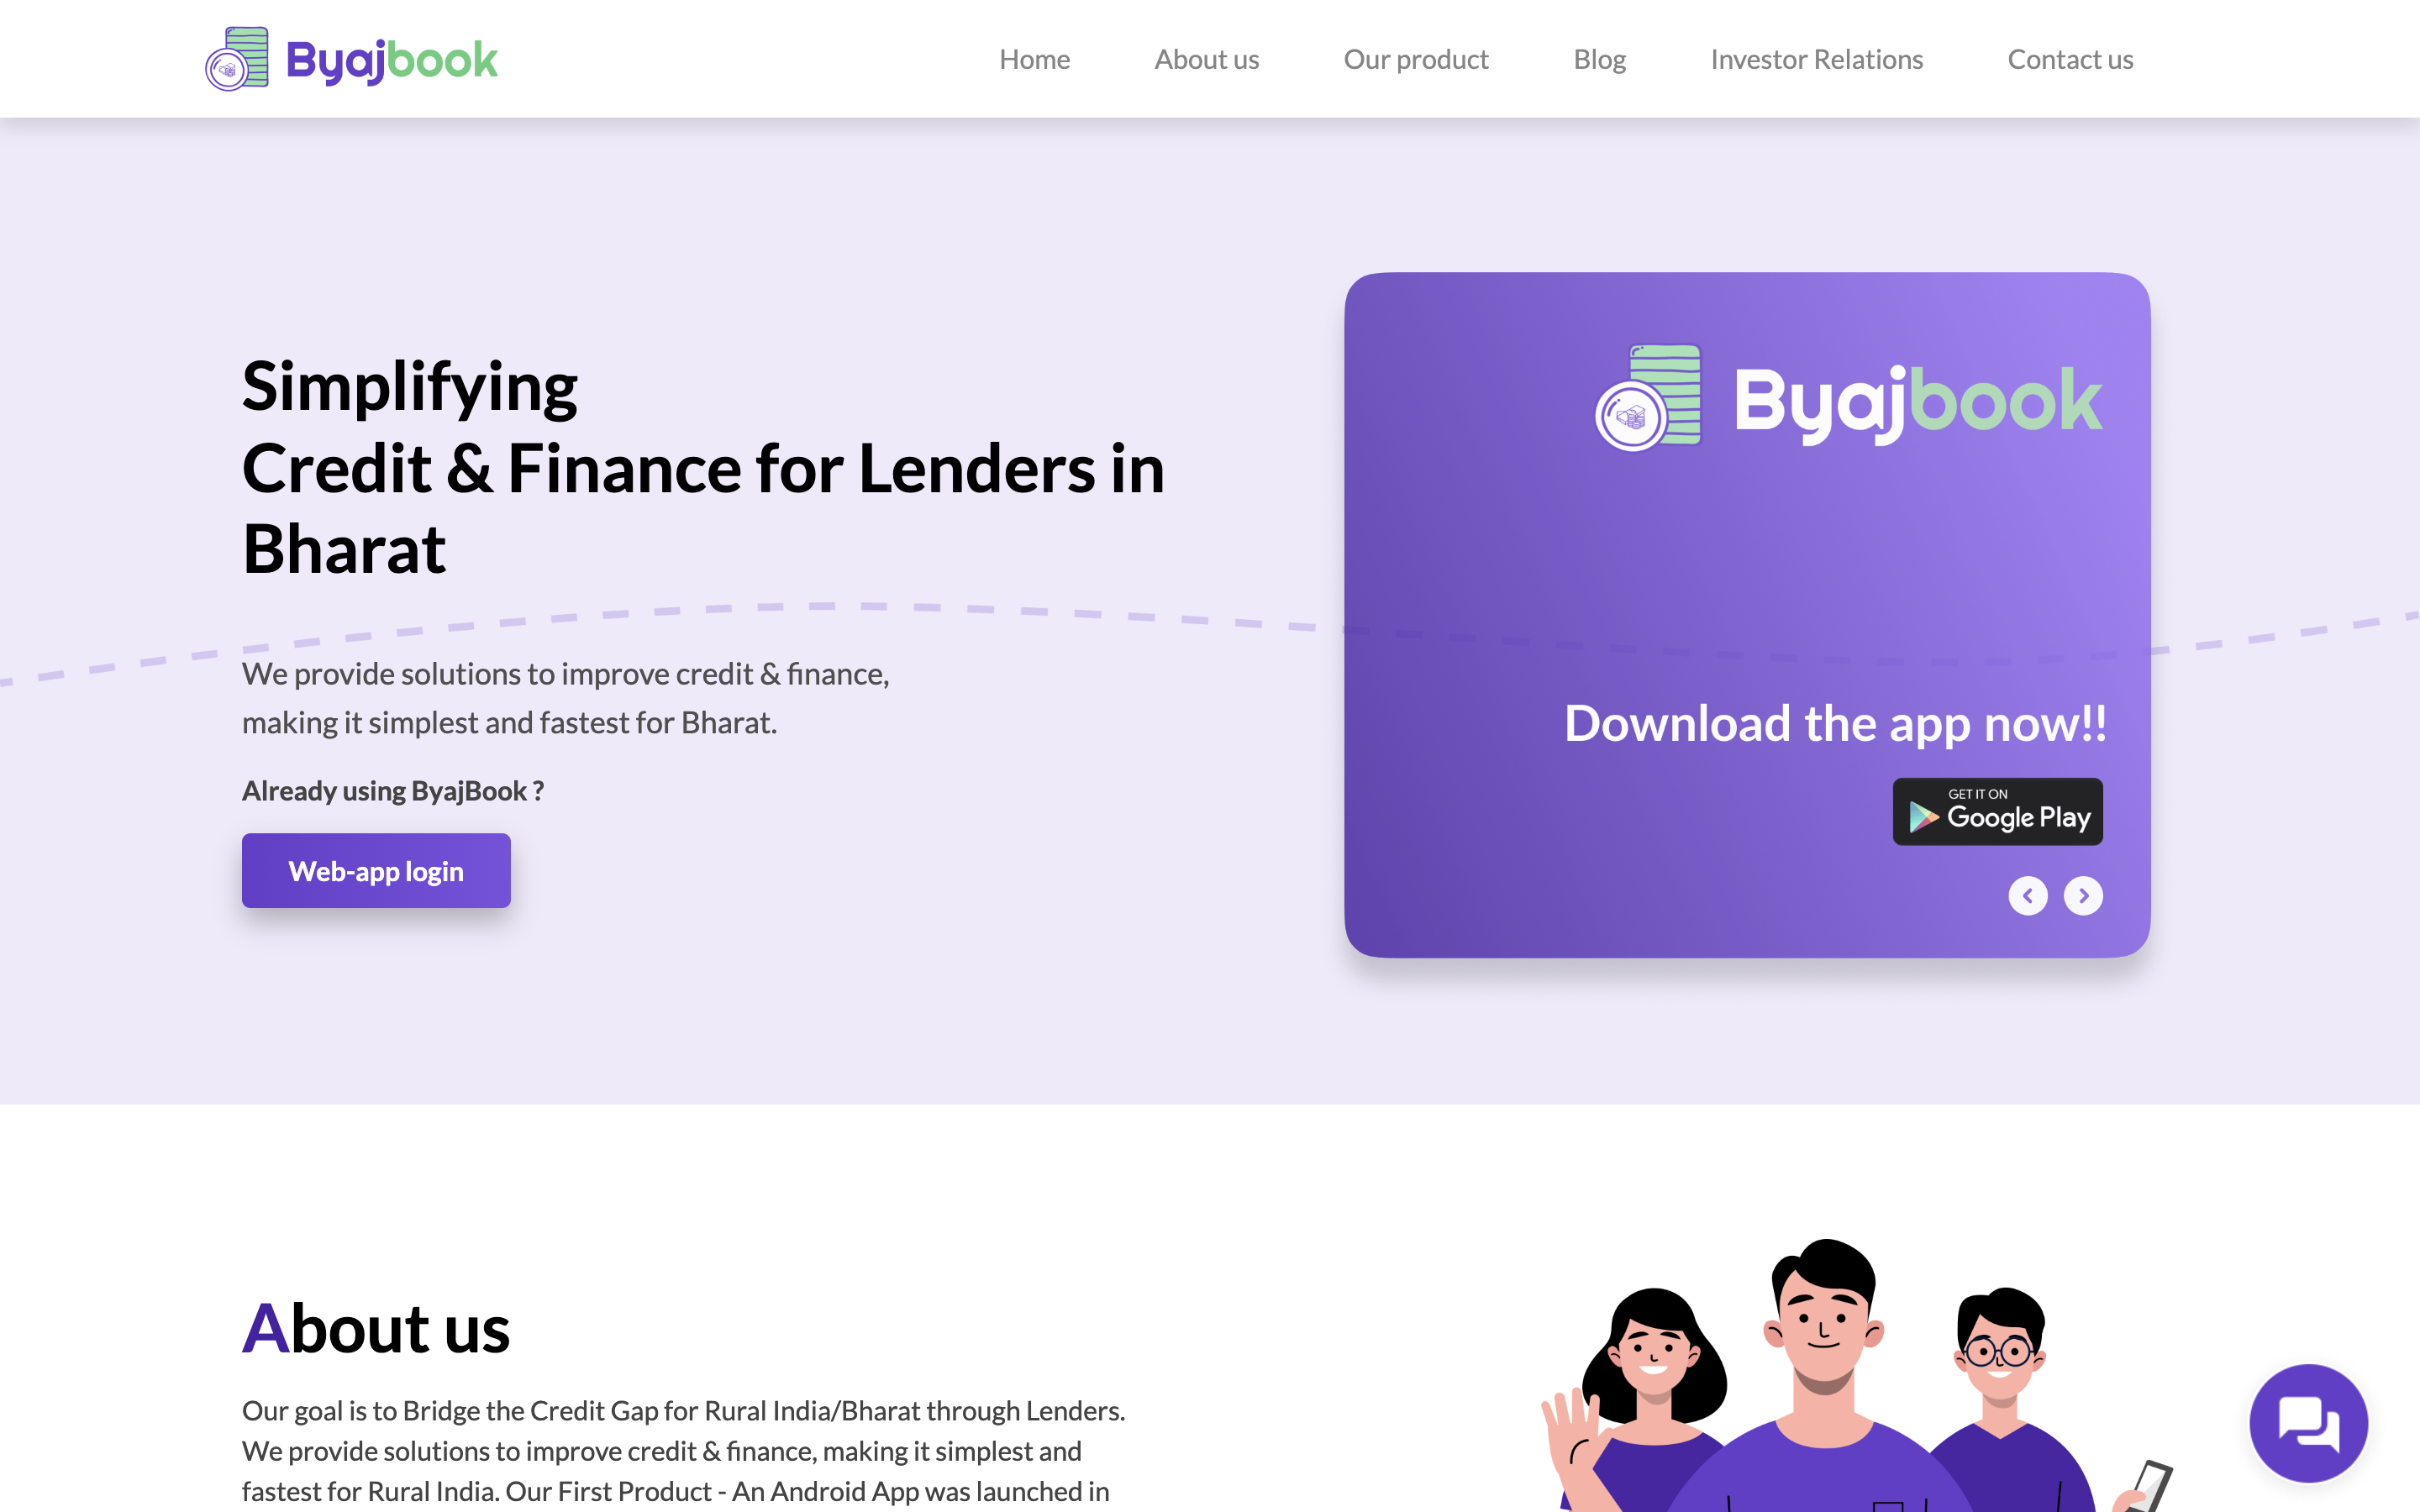 Byajbook
Home
About us
Our product
Blog
Investor Relations
Contact us
Simplifying
Credit & Finance for Lenders in
Bharat
We provide solutions to improve credit & finance,
making it simplest and fastest for Bharat.
Already using ByajBook ?
Web-app login
Byajbook
Download the app now!!
GET IT ON
Google Play
About us
Our goal is to Bridge the Credit Gap for Rural India/Bharat through Lenders.
We provide solutions to improve credit & finance, making it simplest and
fastest for Rural India. Our First Product - An Android App was launched in